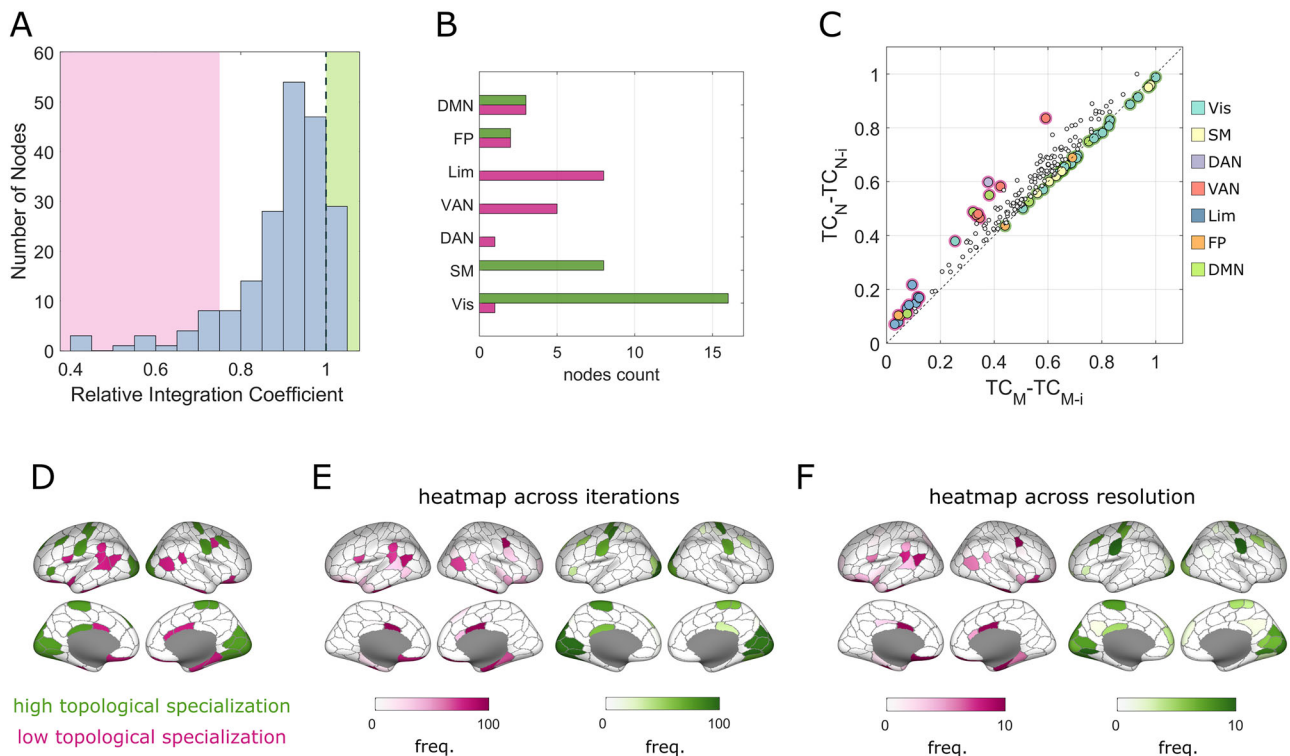 A
60
50
40
30
20
10
0
Number of Nodes
0.4
0.6
0.8
1
Relative Integration Coefficient
B
DMN
FP
Lim
VAN
DAN
SM
Vis
0
5
10
15
nodes count
C
1
0.8
0.6
0.4
0.2
0
TC_N-TC_N-i
0
0.2
0.4
0.6
0.8
1
TC_M-TC_M-i
Vis
SM
DAN
VAN
Lim
FP
DMN
D
high topological specialization
low topological specialization
E
heatmap across iterations
0
100
freq.
0
100
freq.
F
heatmap across resolution
0
10
freq.
0
10
freq.